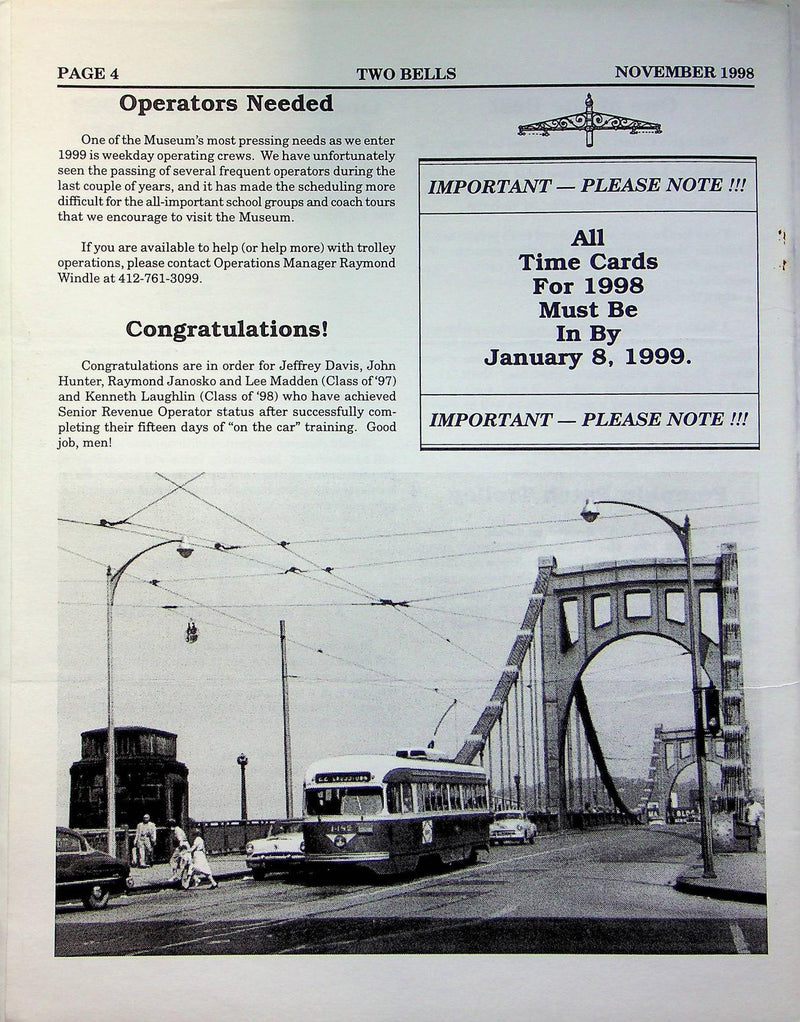 PAGE 4 TWO BELLS NOVEMBER 1998
Operators Needed
One of the Museum's most pressing needs as we enter
1999 is weekday operating crews. We have unfortunately
seen the passing of several frequent operators during the
last couple of years, and it has made the scheduling more
difficult for the all-important school groups and coach tours
that we encourage to visit the Museum.
If you are available to help (or help more) with trolley
operations, please contact Operations Manager Raymond
Windle at 412-761-3099.
Congratulations!
Congratulations are in order for Jeffrey Davis, John
Hunter, Raymond Janosko and Lee Madden (Class of '97)
and Kenneth Laughlin (Class of '98) who have achieved
Senior Revenue Operator status after successfully com-
pleting their fifteen days of "on the car" training. Good
job, men!
IMPORTANT — PLEASE NOTE !!!
All
Time Cards
For 1998
Must Be
In By
January 8, 1999.
IMPORTANT — PLEASE NOTE !!!